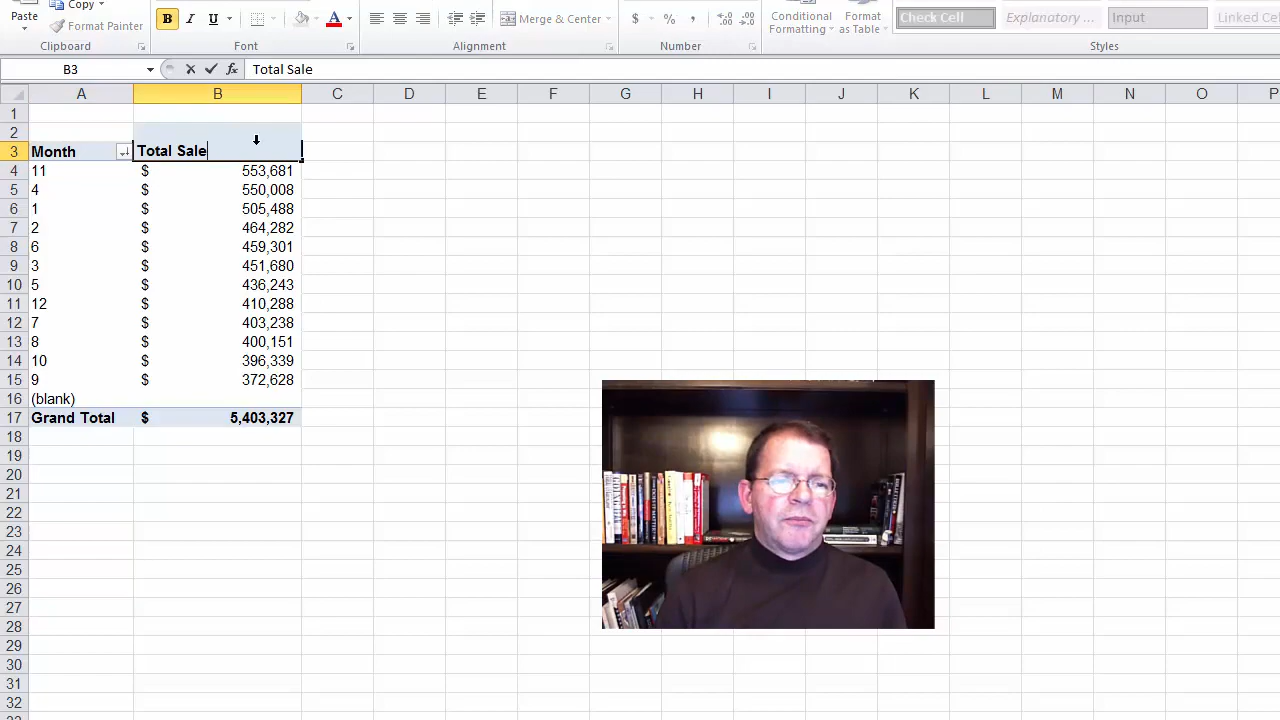 Paste
Copy
Format Painter
Clipboard
B I U
A
Font
Merge & Center
Alignment
$ % ,
Number
Conditional
Formatting
Format
as Table
Check Cell
Explanatory ...
Input
Linked Cel
Styles
B3
fx
Total Sale
A B C D E F G H I J K L M N O P
1
2
3 Month Total Sale
4 11 $ 553,681
5 4 $ 550,008
6 1 $ 505,488
7 2 $ 464,282
8 6 $ 459,301
9 3 $ 451,680
10 5 $ 436,243
11 12 $ 410,288
12 7 $ 403,238
13 8 $ 400,151
14 10 $ 396,339
15 9 $ 372,628
16 (blank)
17 Grand Total $ 5,403,327
18
19
20
21
22
23
24
25
26
27
28
29
30
31
32